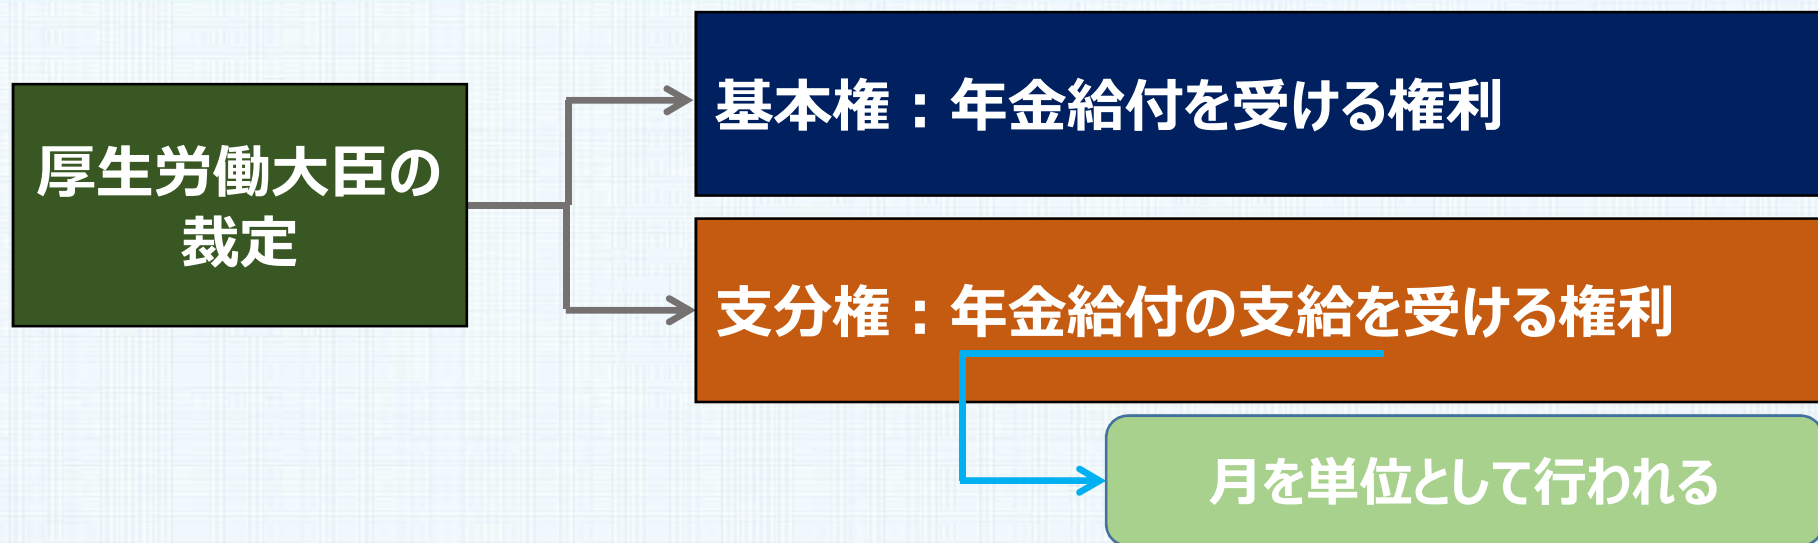 厚生労働大臣の
裁定
基本権：年金給付を受ける権利
支分権：年金給付の支給を受ける権利
月を単位として行われる